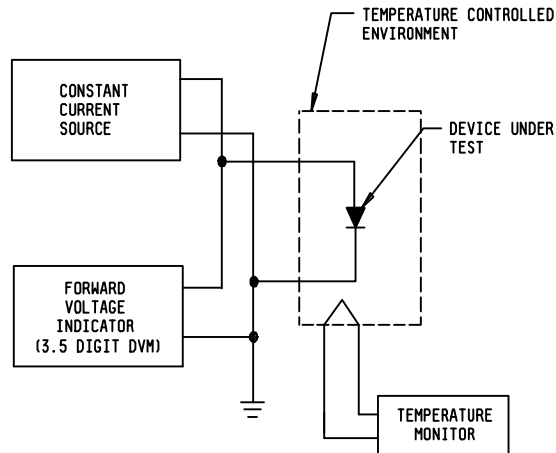 TEMPERATURE CONTROLLED
ENVIRONMENT
CONSTANT
CURRENT
SOURCE
DEVICE UNDER
TEST
FORWARD
VOLTAGE
INDICATOR
(3.5 DIGIT DVM)
TEMPERATURE
MONITOR